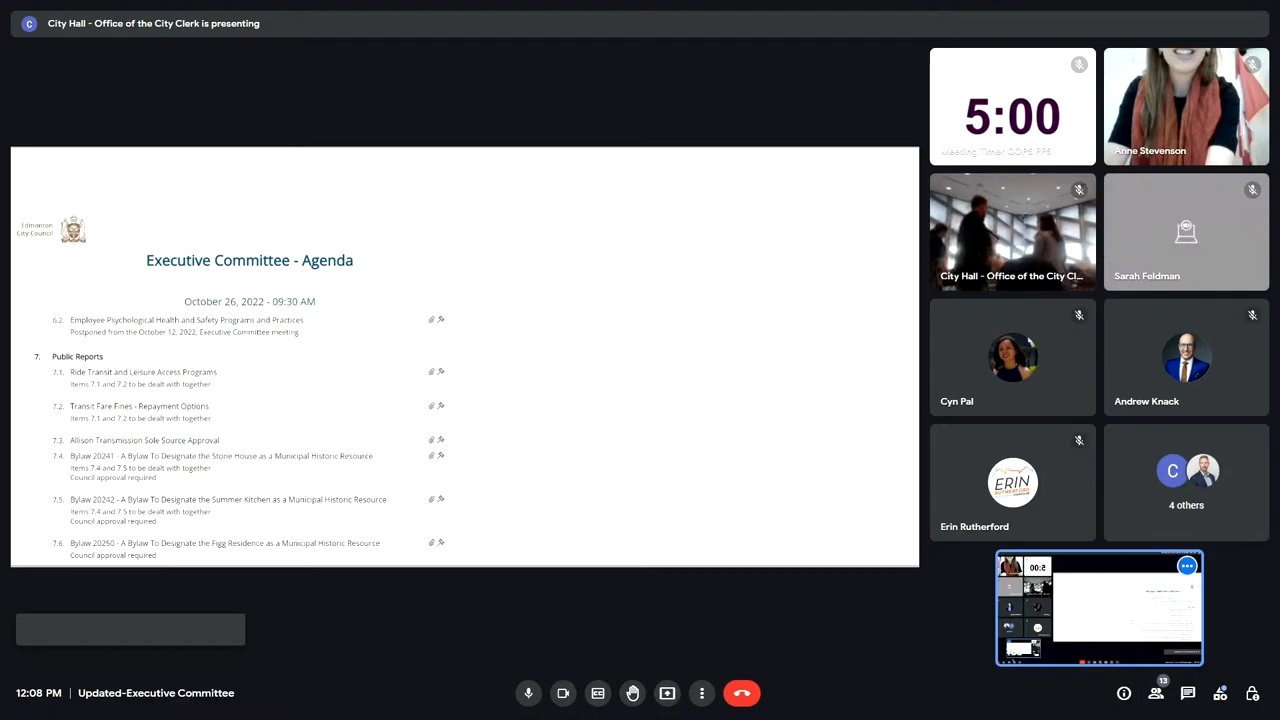 C City Hall - Office of the City Clerk is presenting
5:00
Meeting Timer COPS FPS
Anne Stevenson
Edmonton
City Council
Executive Committee - Agenda
October 26, 2022 - 09:30 AM
6.2. Employee Psychological Health and Safety Programs and Practices
Postponed from the October 12, 2022, Executive Committee meeting
7. Public Reports
7.1. Ride Transit and Leisure Access Programs
Items 7.1 and 7.2 to be dealt with together
7.2. Transit Fare Fines - Repayment Options
Items 7.1 and 7.2 to be dealt with together
7.3. Allison Transmission Sole Source Approval
7.4. Bylaw 20241 - A Bylaw To Designate the Stone House as a Municipal Historic Resource
Items 7.4 and 7.5 to be dealt with together
Council approval required
7.5. Bylaw 20242 - A Bylaw To Designate the Summer Kitchen as a Municipal Historic Resource
Items 7.4 and 7.5 to be dealt with together
Council approval required
7.6. Bylaw 20250 - A Bylaw To Designate the Figg Residence as a Municipal Historic Resource
Council approval required
City Hall - Office of the City Cl...
Sarah Feldman
Cyn Pal
Andrew Knack
ERIN
RUTHERFORD
Erin Rutherford
C
4 others
5:00
12:08 PM | Updated-Executive Committee
13